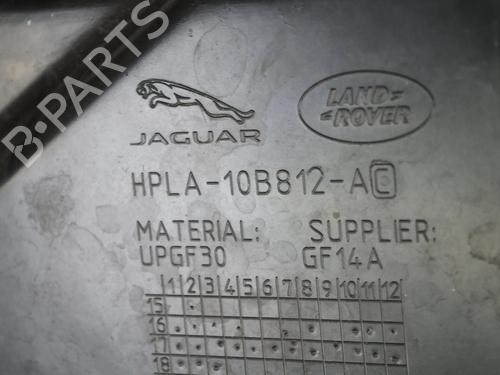 B-PARTS
JAGUAR
LAND
ROVER
HPLA-10B812-AC
MATERIAL: SUPPLIER:
UPGF30 GF14A
1 2 3 4 5 6 7 8 9 10 11 12
15
16
17
18